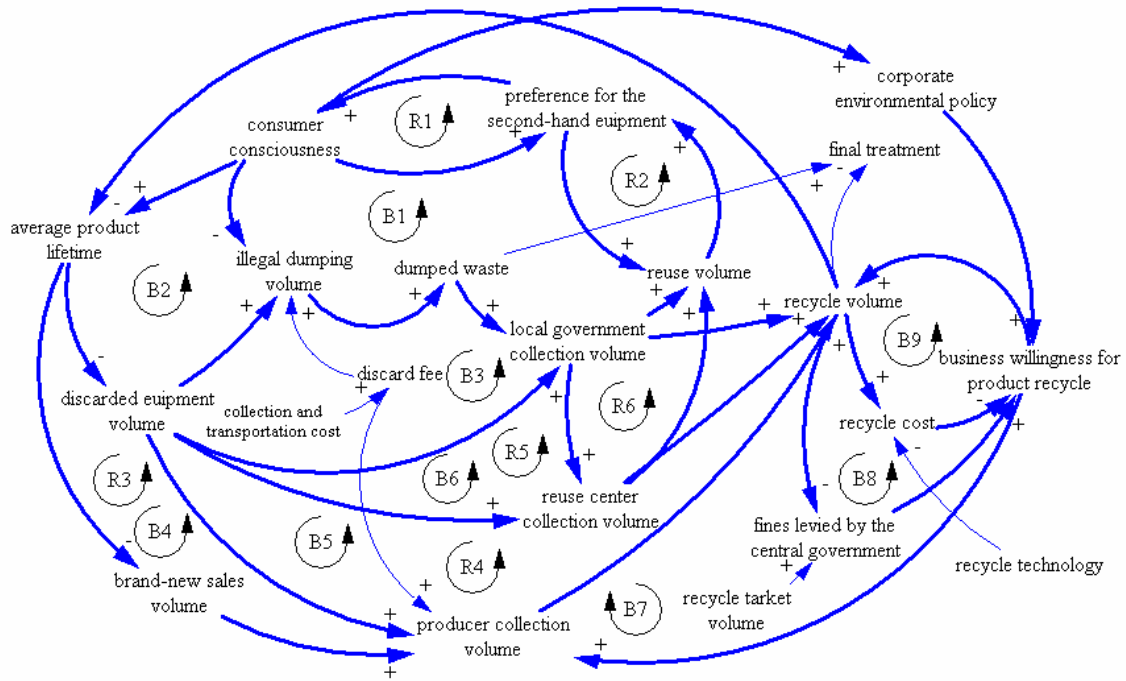 corporate
environmental policy
preference for the
second-hand euipment
R1
consumer
consciousness
final treatment
R2
B1
average product
lifetime
illegal dumping
volume
dumped waste
reuse volume
B2
recycle volume
local government
collection volume
B9
business willingness for
product recycle
B3
discard fee
discarded euipment
volume
collection and
transportation cost
R6
recycle cost
R5
B6
R3
reuse center
collection volume
B8
B4
B5
fines levied by the
central government
recycle technology
R4
brand-new sales
volume
recycle tarket
volume
B7
producer collection
volume
+
+
+
+
+
-
-
+
-
+
+
+
+
+
+
+
+
+
+
+
+
-
+
+
-
+
+
+
+
-
+
-
-
+
+
+
+
+
-